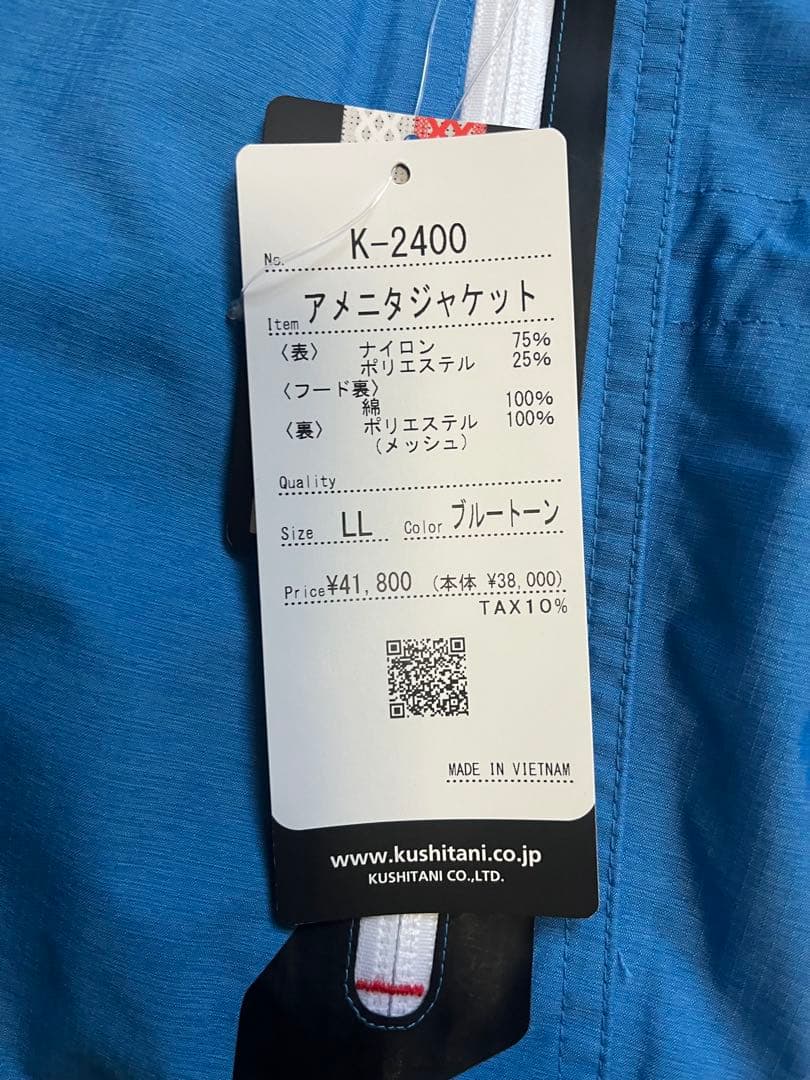 No. K-2400
Item アメニタジャケット
〈表〉 ナイロン 75%
ポリエステル 25%
〈フード裏〉
綿 100%
〈裏〉 ポリエステル 100%
（メッシュ）
Quality
Size LL Color ブルートーン
Price ¥41,800 (本体 ¥38,000)
TAX10%
MADE IN VIETNAM
www.kushitani.co.jp
KUSHITANI CO.,LTD.